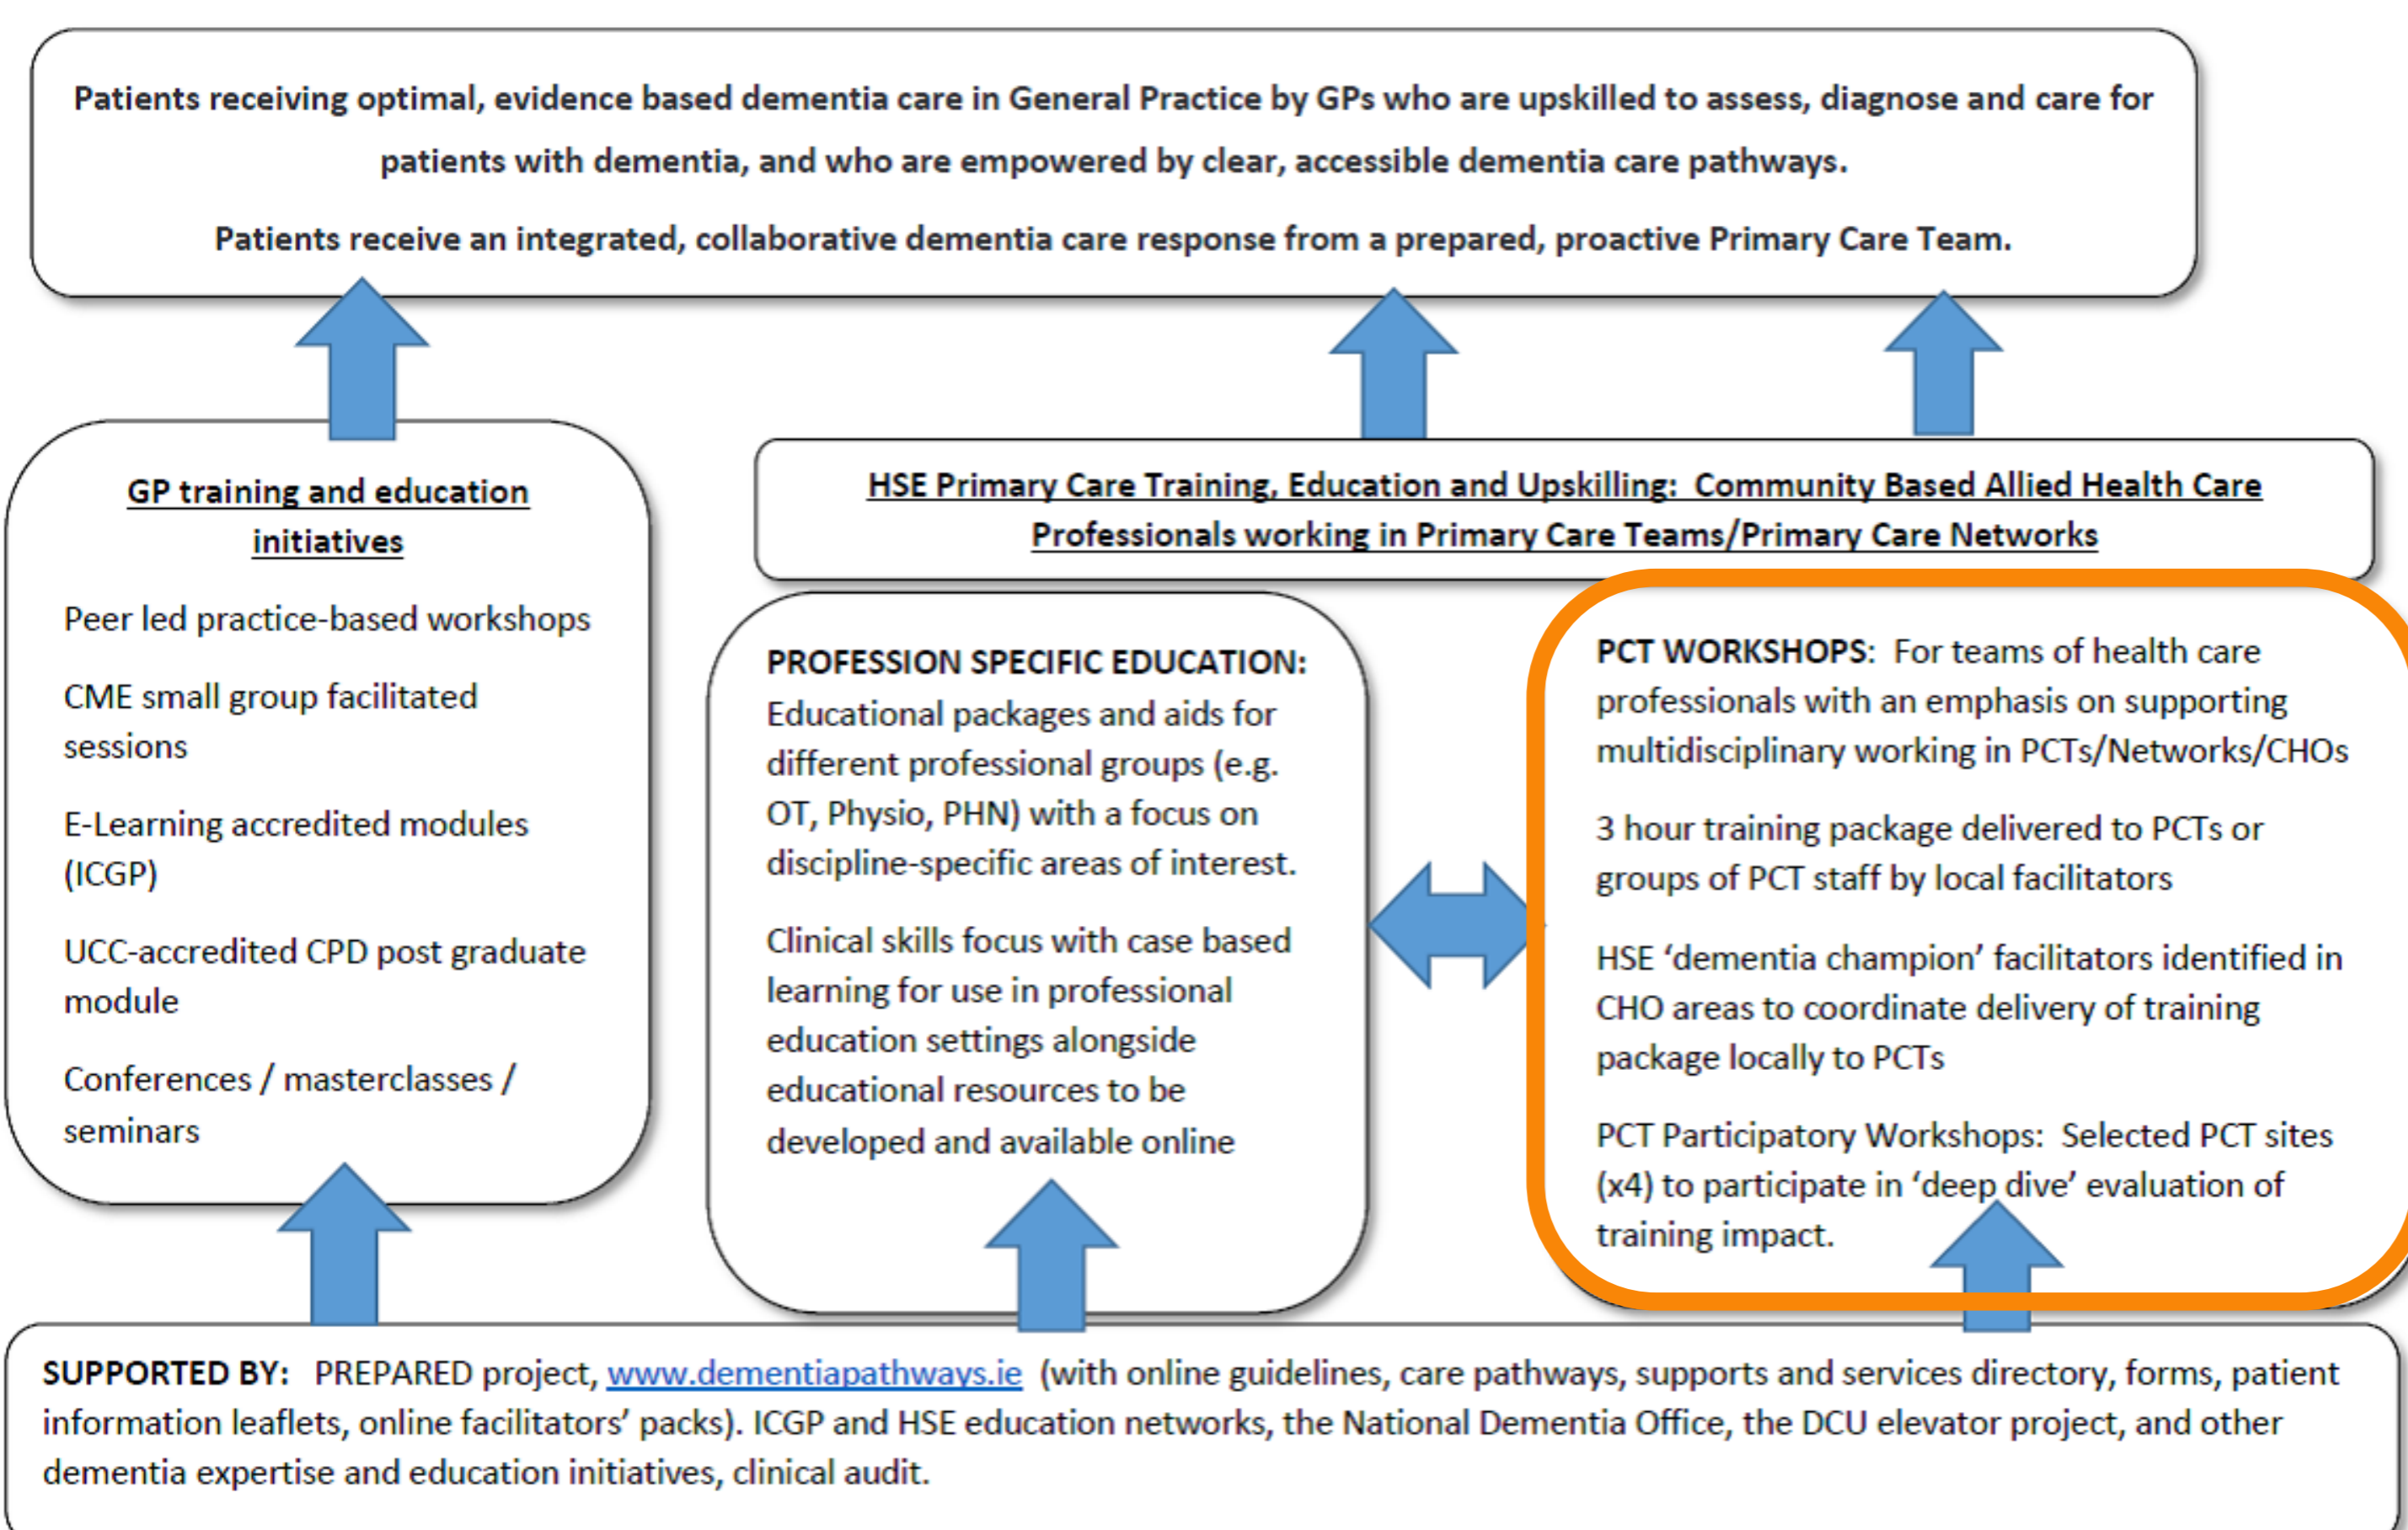 Patients receiving optimal, evidence based dementia care in General Practice by GPs who are upskilled to assess, diagnose and care for
patients with dementia, and who are empowered by clear, accessible dementia care pathways.
Patients receive an integrated, collaborative dementia care response from a prepared, proactive Primary Care Team.
GP training and education
initiatives
Peer led practice-based workshops
CME small group facilitated
sessions
E-Learning accredited modules
(ICGP)
UCC-accredited CPD post graduate
module
Conferences / masterclasses /
seminars
HSE Primary Care Training, Education and Upskilling:  Community Based Allied Health Care
Professionals working in Primary Care Teams/Primary Care Networks
PROFESSION SPECIFIC EDUCATION:
Educational packages and aids for
different professional groups (e.g.
OT, Physio, PHN) with a focus on
discipline-specific areas of interest.
Clinical skills focus with case based
learning for use in professional
education settings alongside
educational resources to be
developed and available online
PCT WORKSHOPS:  For teams of health care
professionals with an emphasis on supporting
multidisciplinary working in PCTs/Networks/CHOs
3 hour training package delivered to PCTs or
groups of PCT staff by local facilitators
HSE ‘dementia champion’ facilitators identified in
CHO areas to coordinate delivery of training
package locally to PCTs
PCT Participatory Workshops:  Selected PCT sites
(x4) to participate in ‘deep dive’ evaluation of
training impact.
SUPPORTED BY:   PREPARED project, www.dementiapathways.ie  (with online guidelines, care pathways, supports and services directory, forms, patient
information leaflets, online facilitators’ packs). ICGP and HSE education networks, the National Dementia Office, the DCU elevator project, and other
dementia expertise and education initiatives, clinical audit.